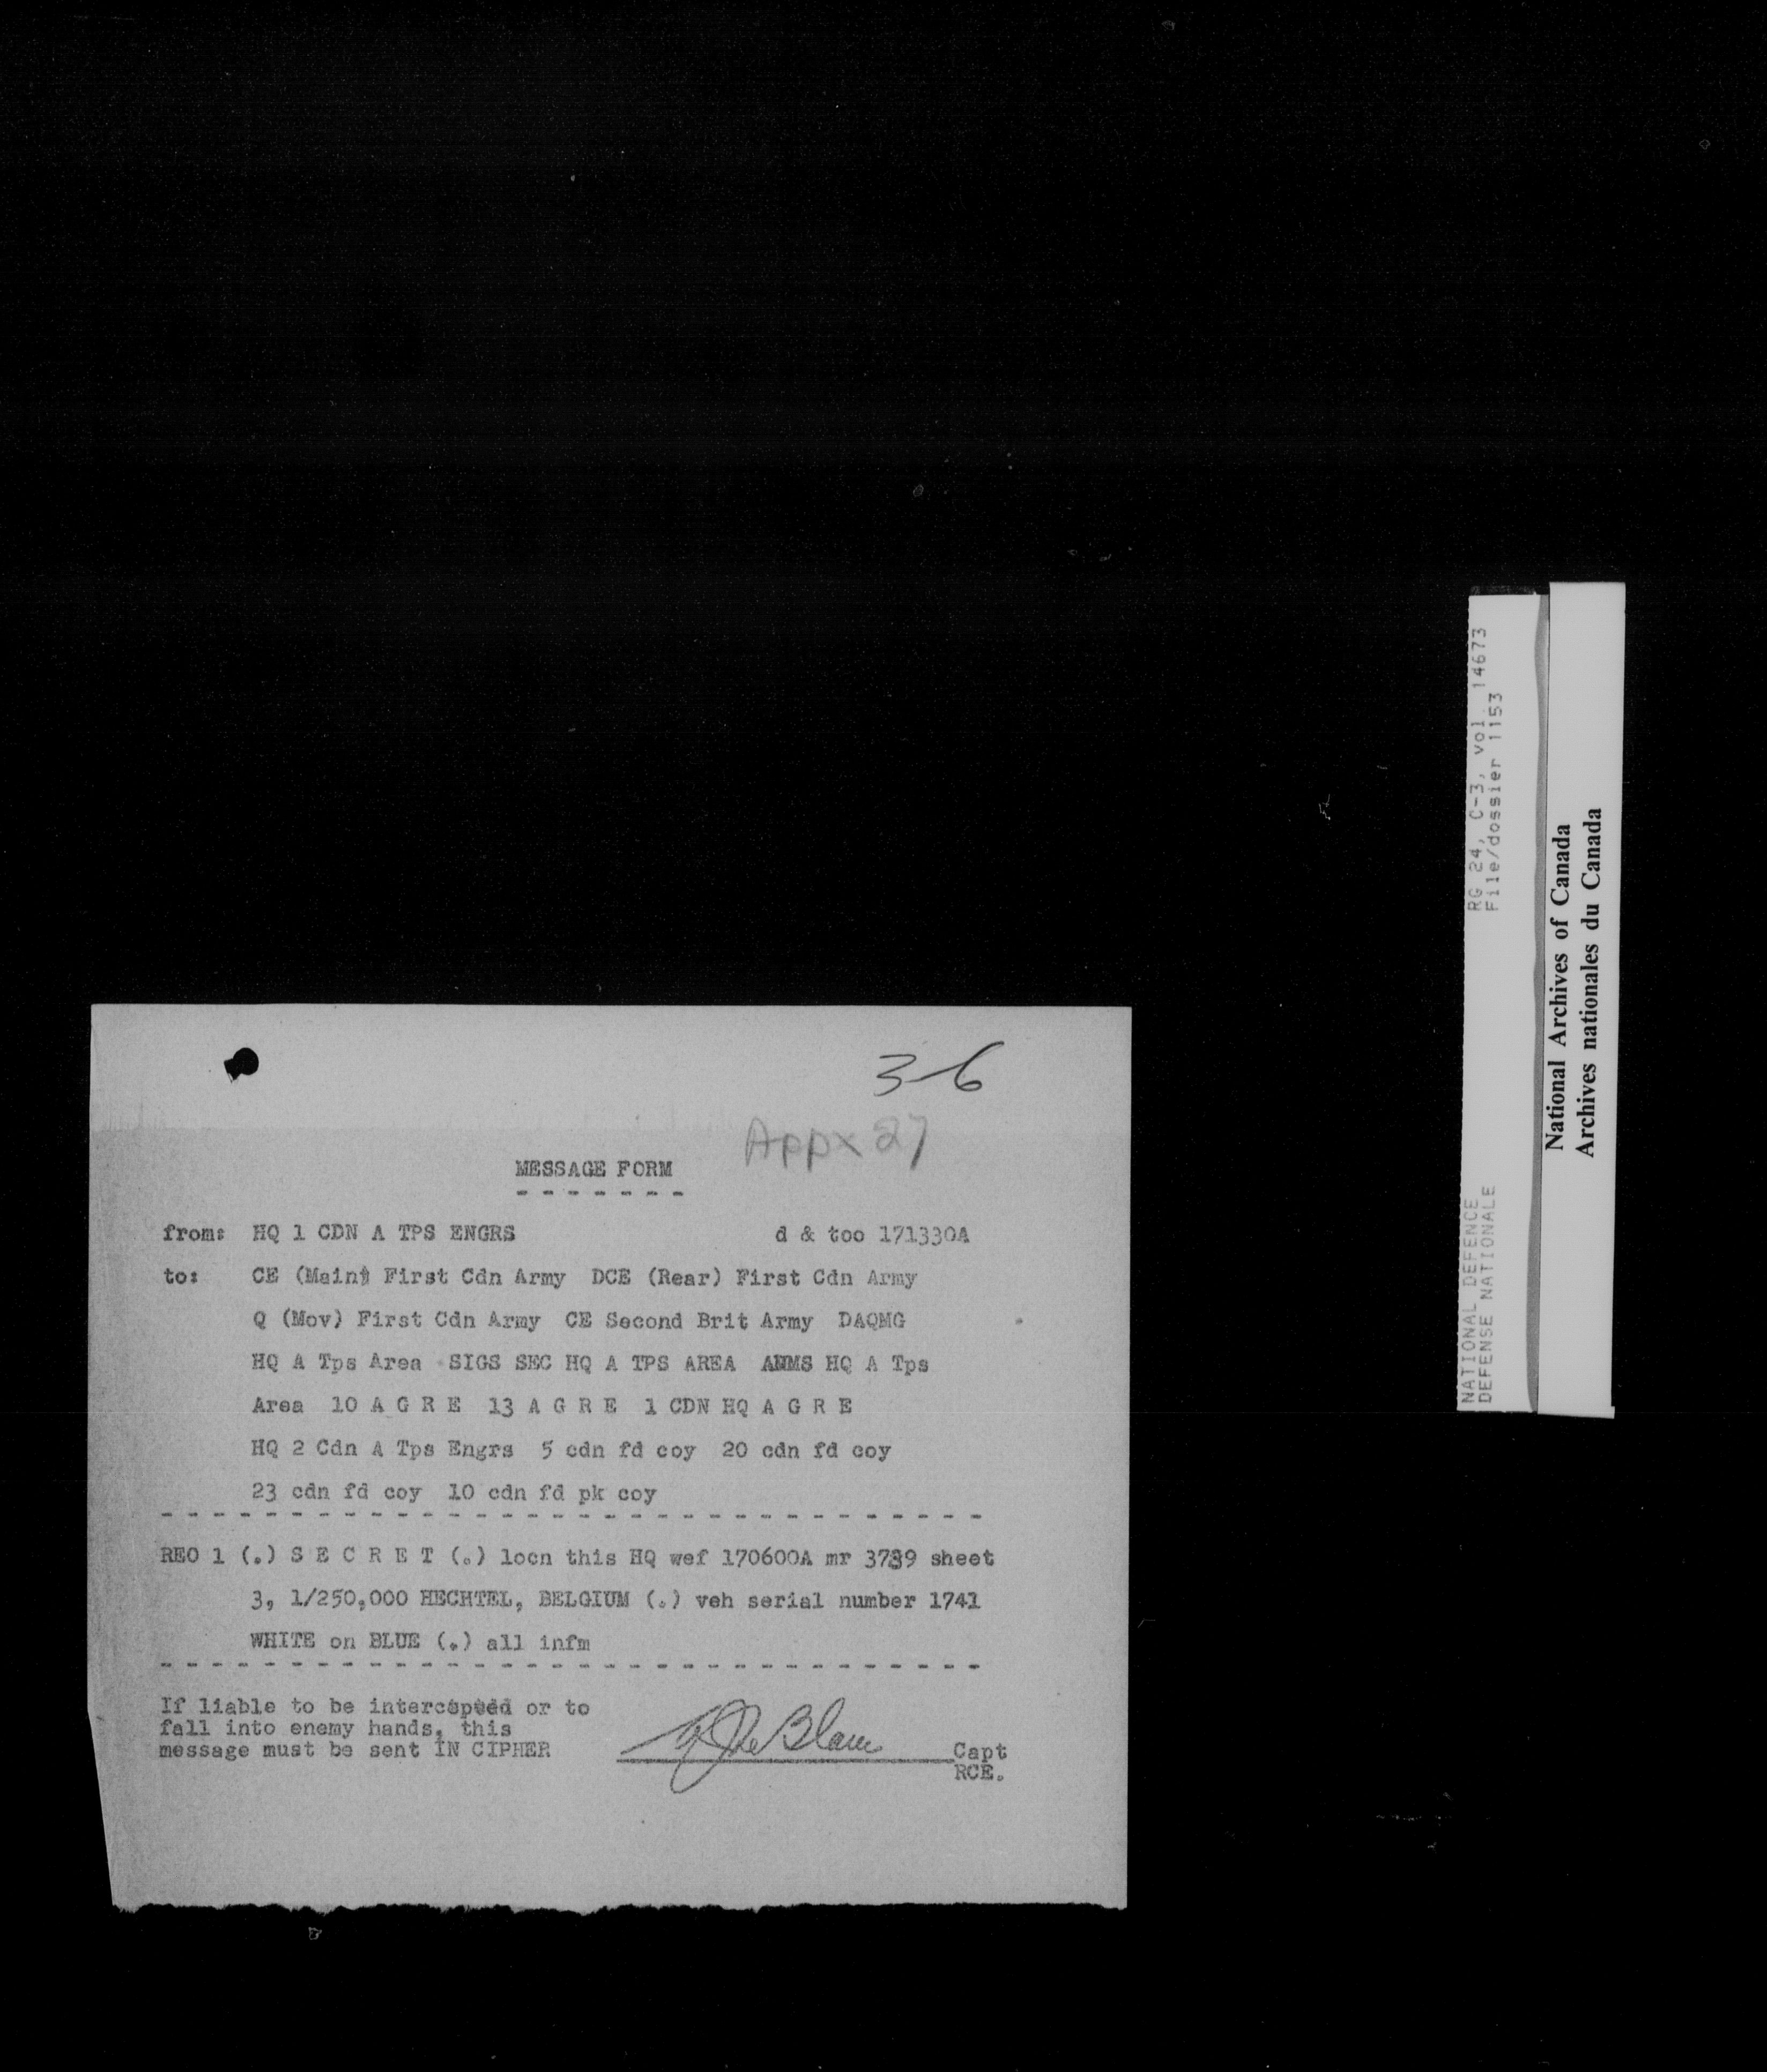 3-6
Appx 27
MESSAGE FORM
- - - - - - -
from: HQ 1 CDN A TPS ENGRS d & too 171330A
to: CE (Main) First Cdn Army DCE (Rear) First Cdn Army
Q (Mov) First Cdn Army CE Second Brit Army DAQMG
HQ A Tps Area SIGS SEC HQ A TPS AREA HQ A Tps
Area 10 A G R E 13 A G R E 1 CDN HQ A G R E
HQ 2 Cdn A Tps Engrs 5 cdn fd coy 20 cdn fd coy
23 cdn fd coy 10 cdn fd pk coy
- - - - - - - - - - - - - - - - - - - - - - - - - - - - - - - -
REO 1 (.) S E C R E T (.) locn this HQ wef 170600A mr 3789 sheet
3, 1/250,000 HECHTEL, BELGIUM (.) veh serial number 1741
WHITE on BLUE (.) all infm
- - - - - - - - - - - - - - - - - - - - - - - - - - - - - - - -
If liable to be intercepted or to
fall into enemy hands, this
message must be sent IN CIPHER
Capt
RCE.
NATIONAL DEFENCE RG 24, C-3, vol. 14673
DEFENSE NATIONALE File/dossier 1153
National Archives of Canada
Archives nationales du Canada